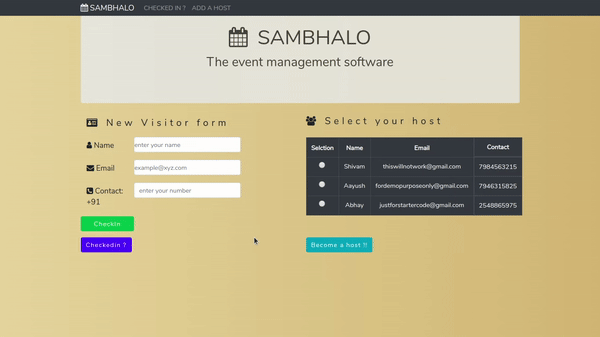 SAMBHALO CHECKED IN ? ADD A HOST
SAMBHALO
The event management software
New Visitor form
Name enter your name
Email example@xyz.com
Contact: +91 enter your number
CheckIn
CheckedIn ?
Select your host
Selction Name Email Contact
Shivam thiswillnotwork@gmail.com 7984563215
Aayush fordemopurposeonly@gmail.com 7946315825
Abhay justforstartercode@gmail.com 2548865975
Become a host !!